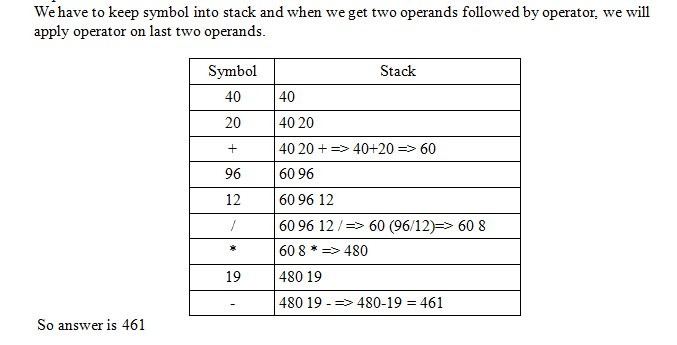 We have to keep symbol into stack and when we get two operands followed by operator, we will
apply operator on last two operands.
Symbol Stack
40 40
20 40 20
+ 40 20 + => 40+20 => 60
96 60 96
12 60 96 12
/ 60 96 12 / => 60 (96/12)=> 60 8
* 60 8 * => 480
19 480 19
- 480 19 - => 480-19 = 461
So answer is 461